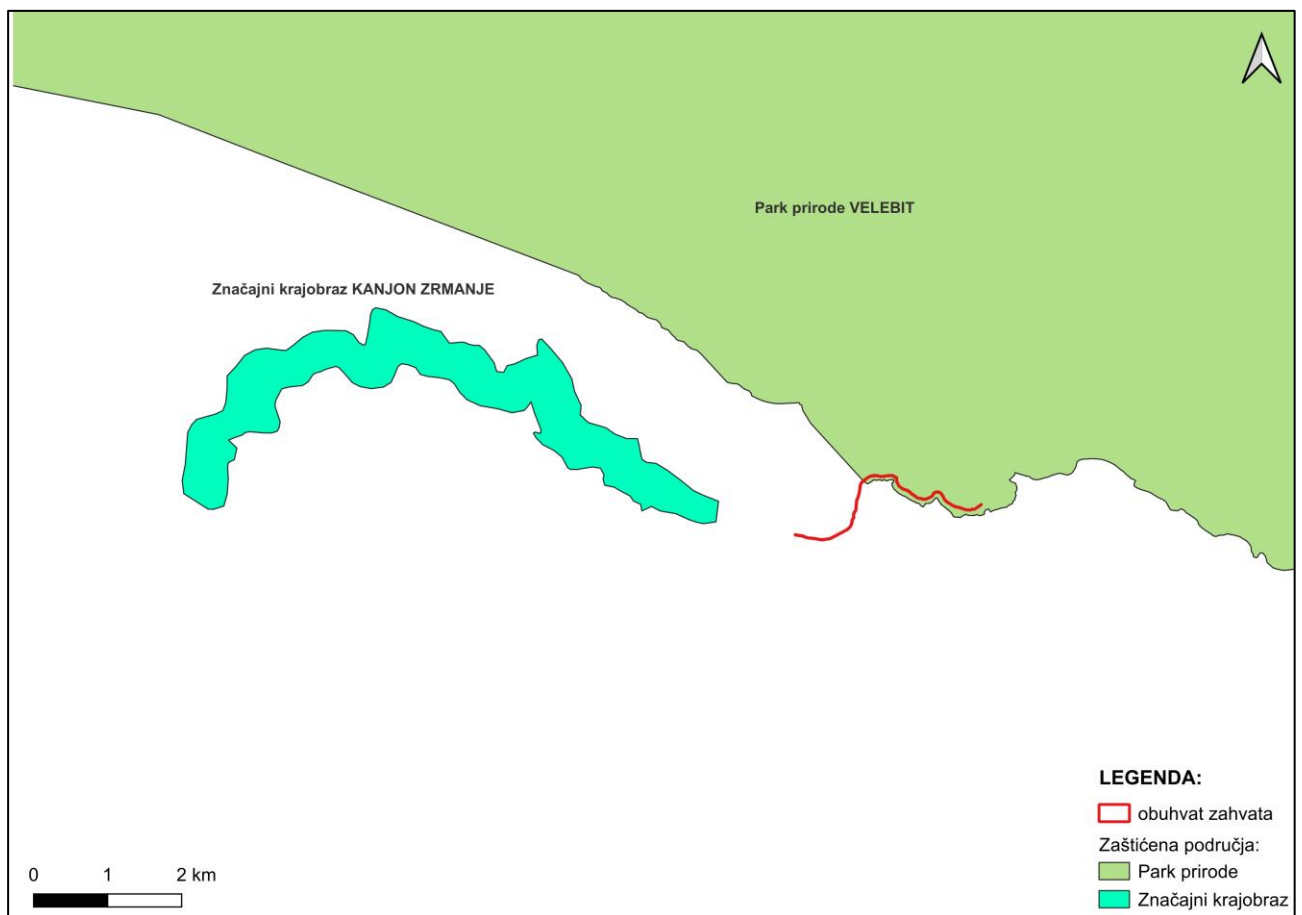 Park prirode VELEBIT
Značajni krajobraz KANJON ZRMANJE
LEGENDA:
obuhvat zahvata
Zaštićena područja:
Park prirode
Značajni krajobraz
0 1 2 km